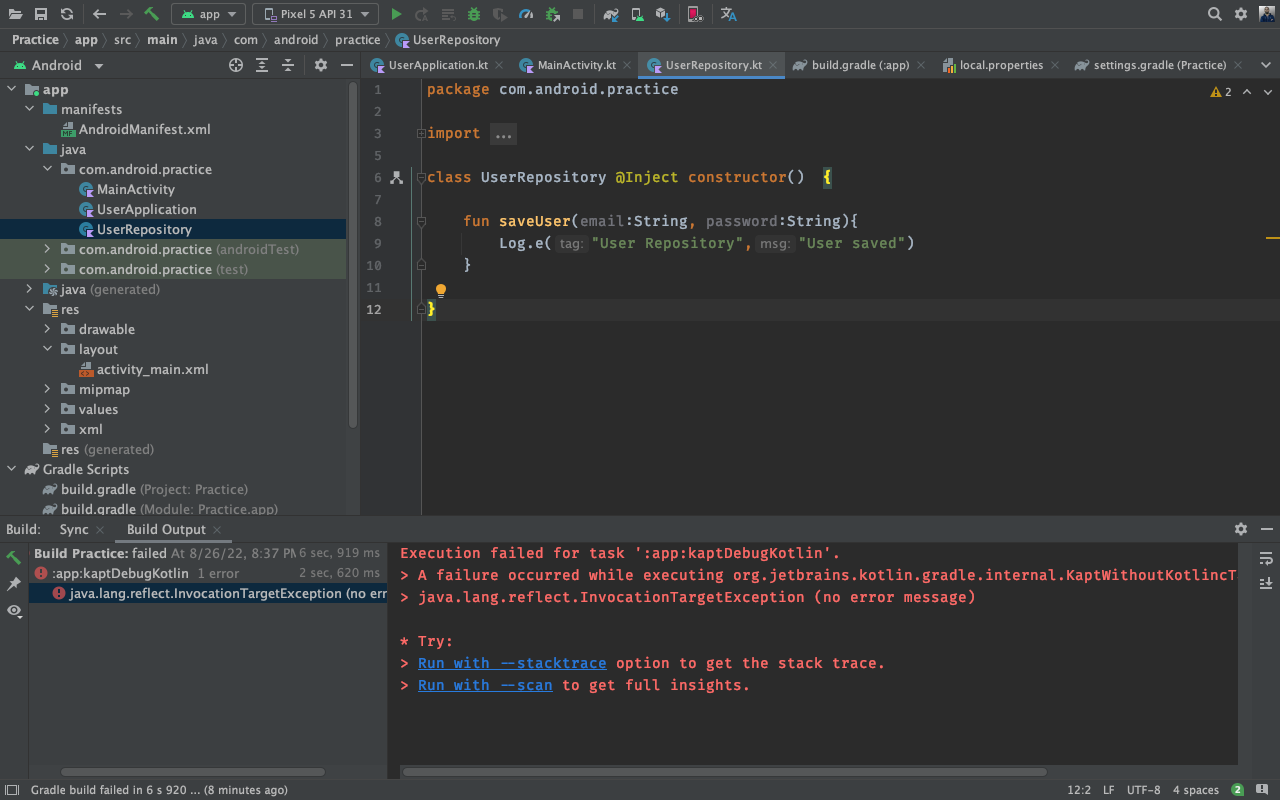 app
Pixel 5 API 31
Practice app src main java com android practice UserRepository
Android
UserApplication.kt
MainActivity.kt
UserRepository.kt
build.gradle (:app)
local.properties
settings.gradle (Practice)
app
manifests
AndroidManifest.xml
java
com.android.practice
MainActivity
UserApplication
UserRepository
com.android.practice (androidTest)
com.android.practice (test)
java (generated)
res
drawable
layout
activity_main.xml
mipmap
values
xml
res (generated)
Gradle Scripts
build.gradle (Project: Practice)
build.gradle (Module: Practice.app)
2
1 package com.android.practice
2
3 import ...
5
6 class UserRepository @Inject constructor() {
7
8 fun saveUser(email:String, password:String){
9 Log.e( tag: "User Repository", msg: "User saved")
10 }
11
12 }
Build: Sync Build Output
Build Practice: failed At 8/26/22, 8:37 PM 6 sec, 919 ms
:app:kaptDebugKotlin 1 error 2 sec, 620 ms
java.lang.reflect.InvocationTargetException (no err
Execution failed for task ':app:kaptDebugKotlin'.
> A failure occurred while executing org.jetbrains.kotlin.gradle.internal.KaptWithoutKotlincT
> java.lang.reflect.InvocationTargetException (no error message)
* Try:
> Run with --stacktrace option to get the stack trace.
> Run with --scan to get full insights.
Gradle build failed in 6 s 920 ... (8 minutes ago)
12:2 LF UTF-8 4 spaces 2